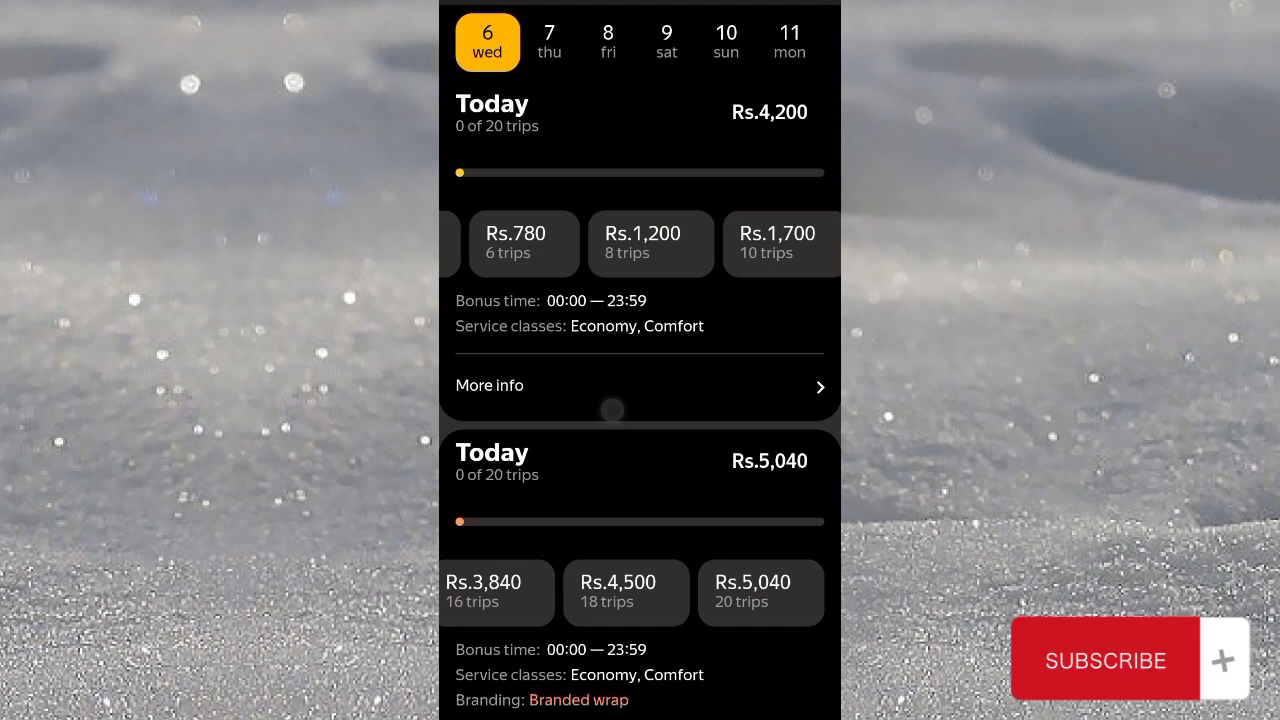 6 7 8 9 10 11
wed thu fri sat sun mon
Today
Rs.4,200
0 of 20 trips
Rs.780 Rs.1,200 Rs.1,700
6 trips 8 trips 10 trips
Bonus time: 00:00 — 23:59
Service classes: Economy, Comfort
More info
Today
Rs.5,040
0 of 20 trips
Rs.3,840 Rs.4,500 Rs.5,040
16 trips 18 trips 20 trips
Bonus time: 00:00 — 23:59
Service classes: Economy, Comfort
Branding: Branded wrap
SUBSCRIBE